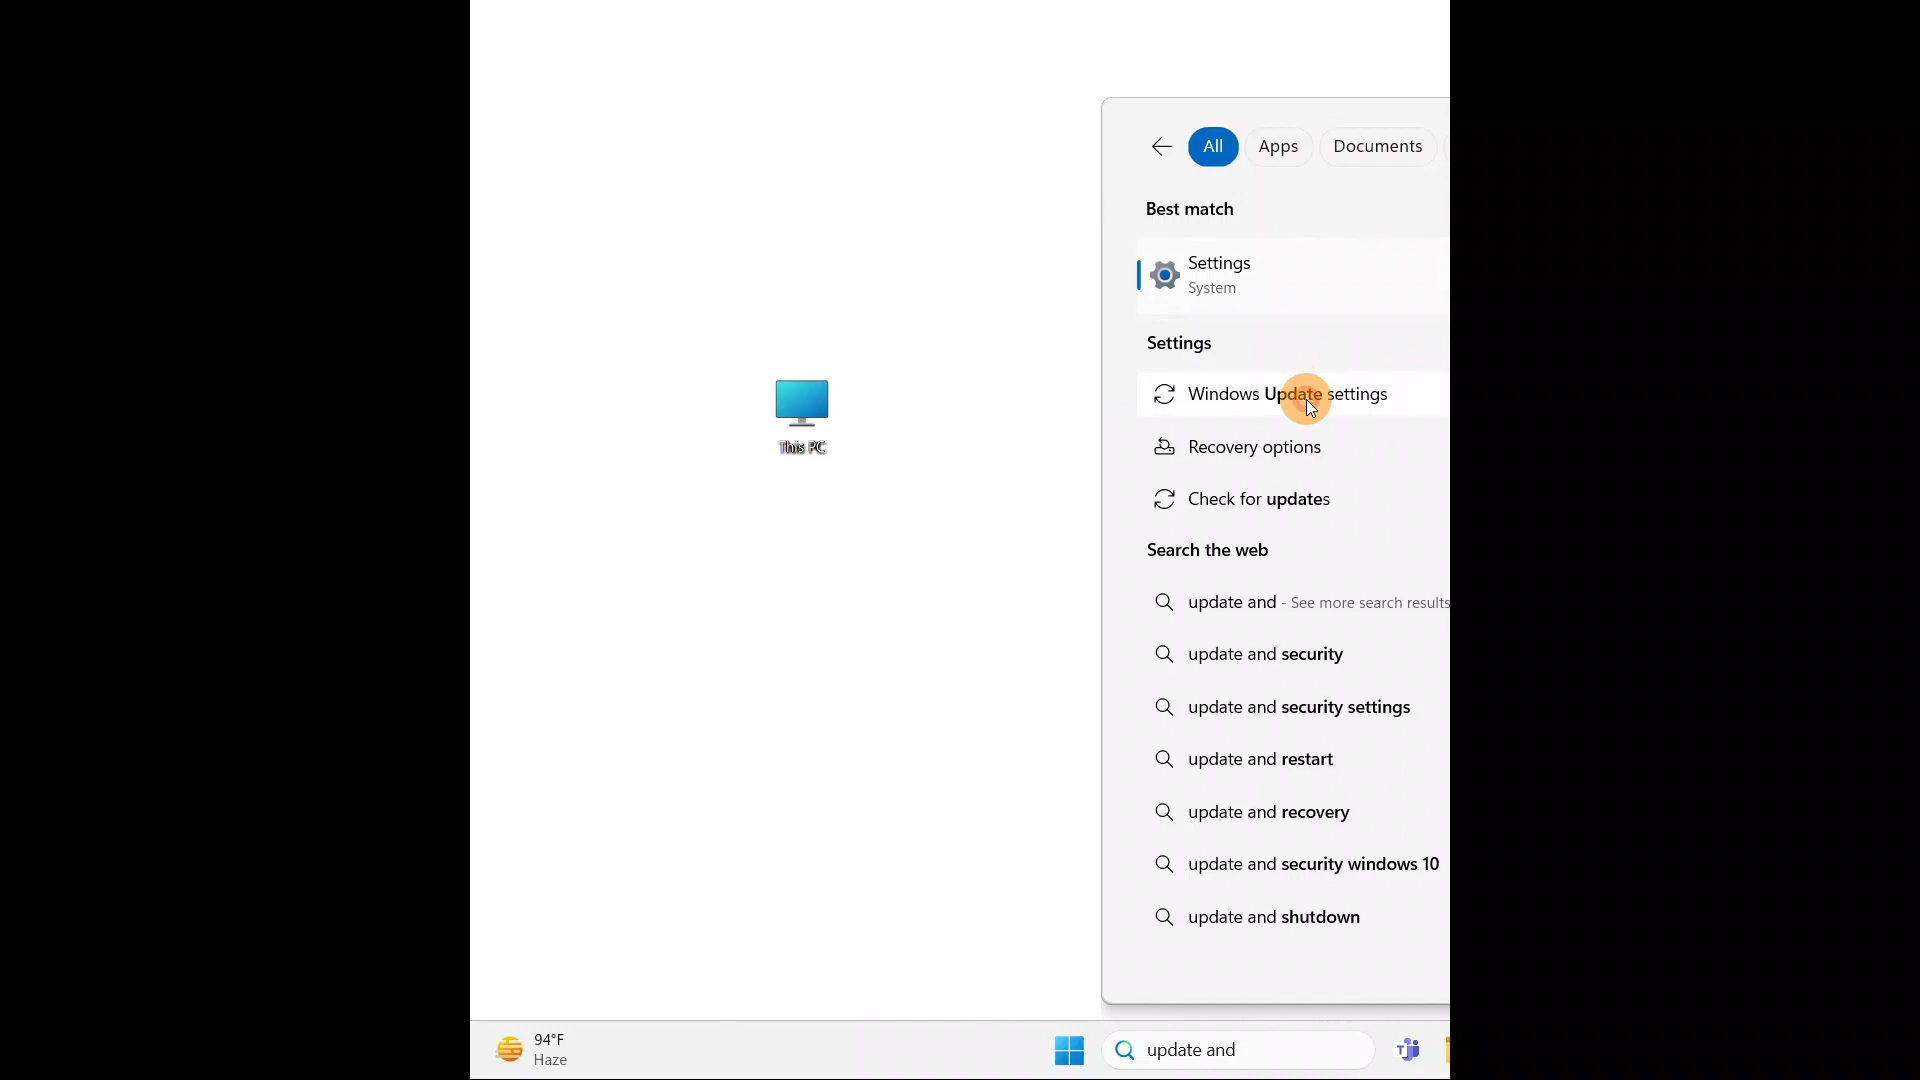 All Apps Documents
Best match
Settings
System
Settings
Windows Update settings
Recovery options
Check for updates
Search the web
update and - See more search results
update and security
update and security settings
update and restart
update and recovery
update and security windows 10
update and shutdown
This PC
94°F
Haze
update and